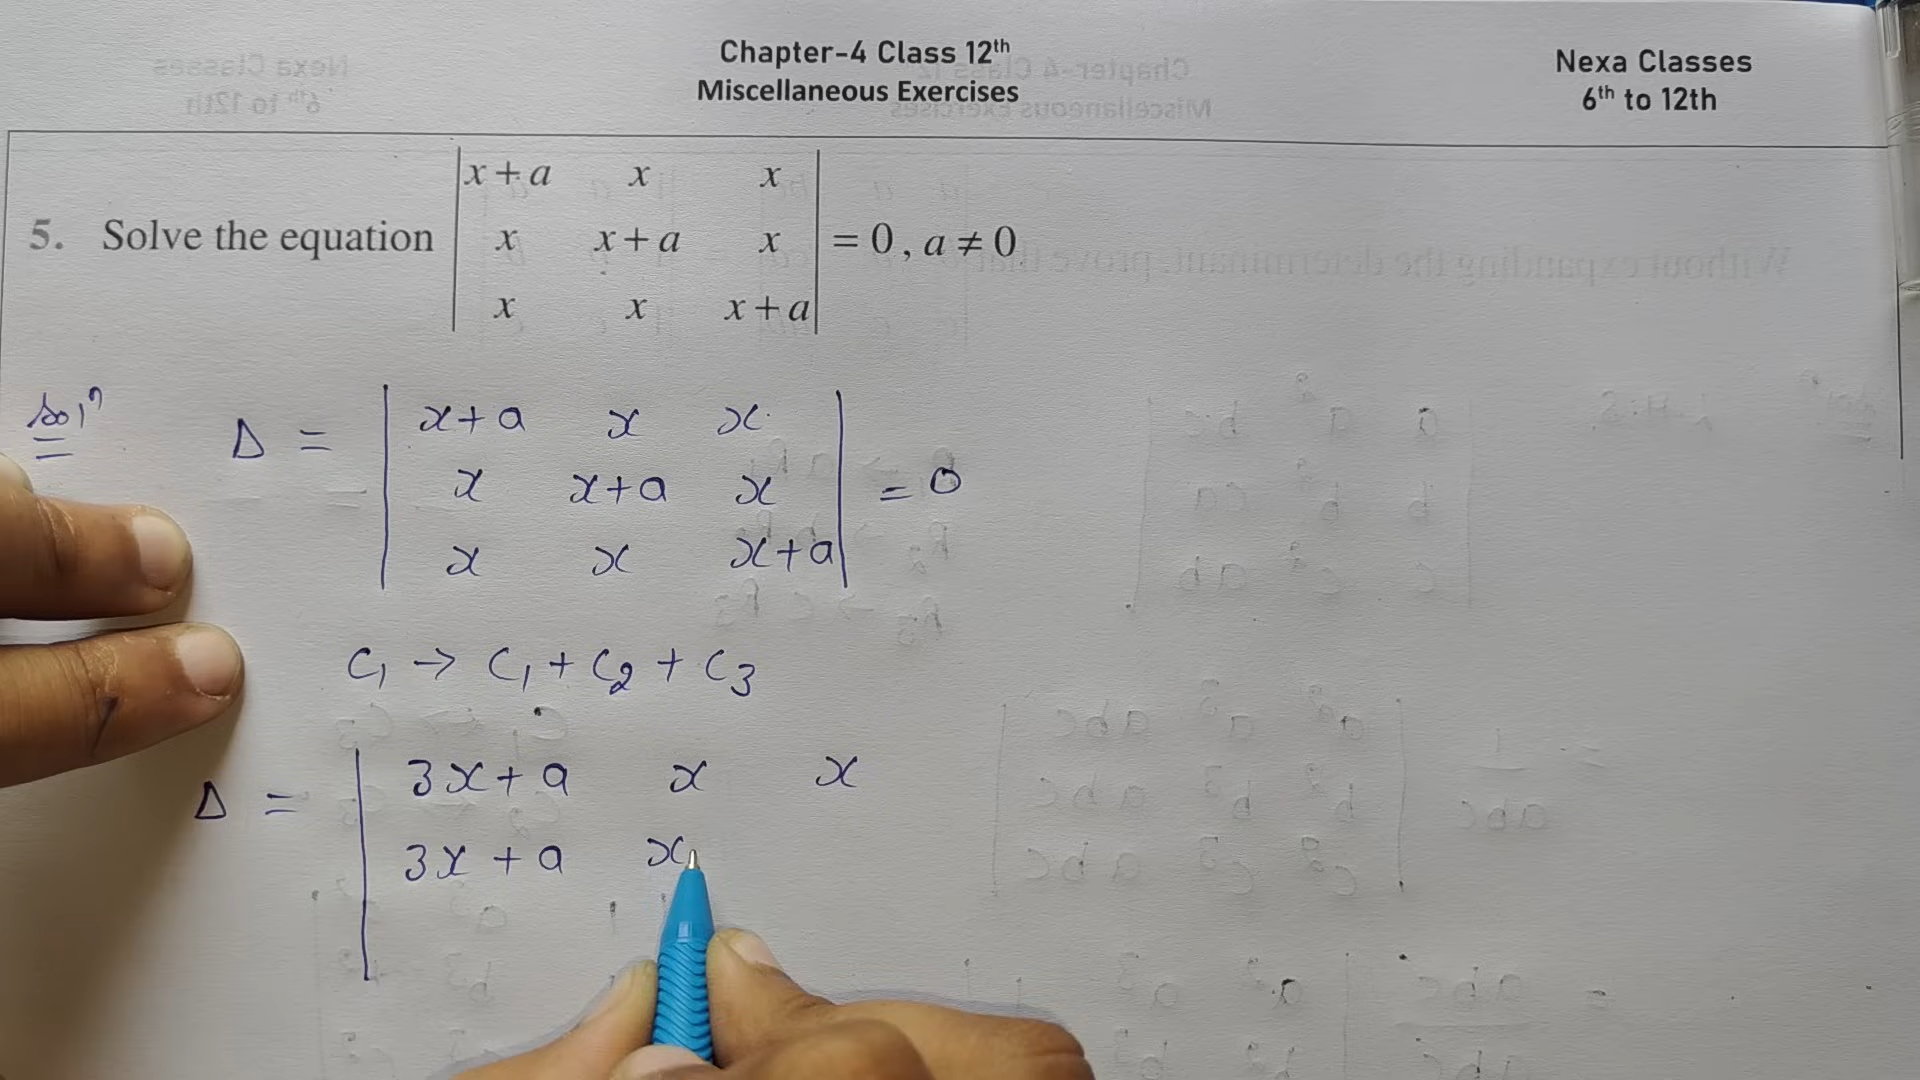 Chapter-4 Class 12th
Miscellaneous Exercises
Nexa Classes
6th to 12th
5. Solve the equation | x+a x x |
| x x+a x | = 0, a ≠ 0
| x x x+a |
Solⁿ
Δ = | x+a x x |
| x x+a x | = 0
| x x x+a |
C₁ → C₁ + C₂ + C₃
Δ = | 3x+a x x
3x+a x